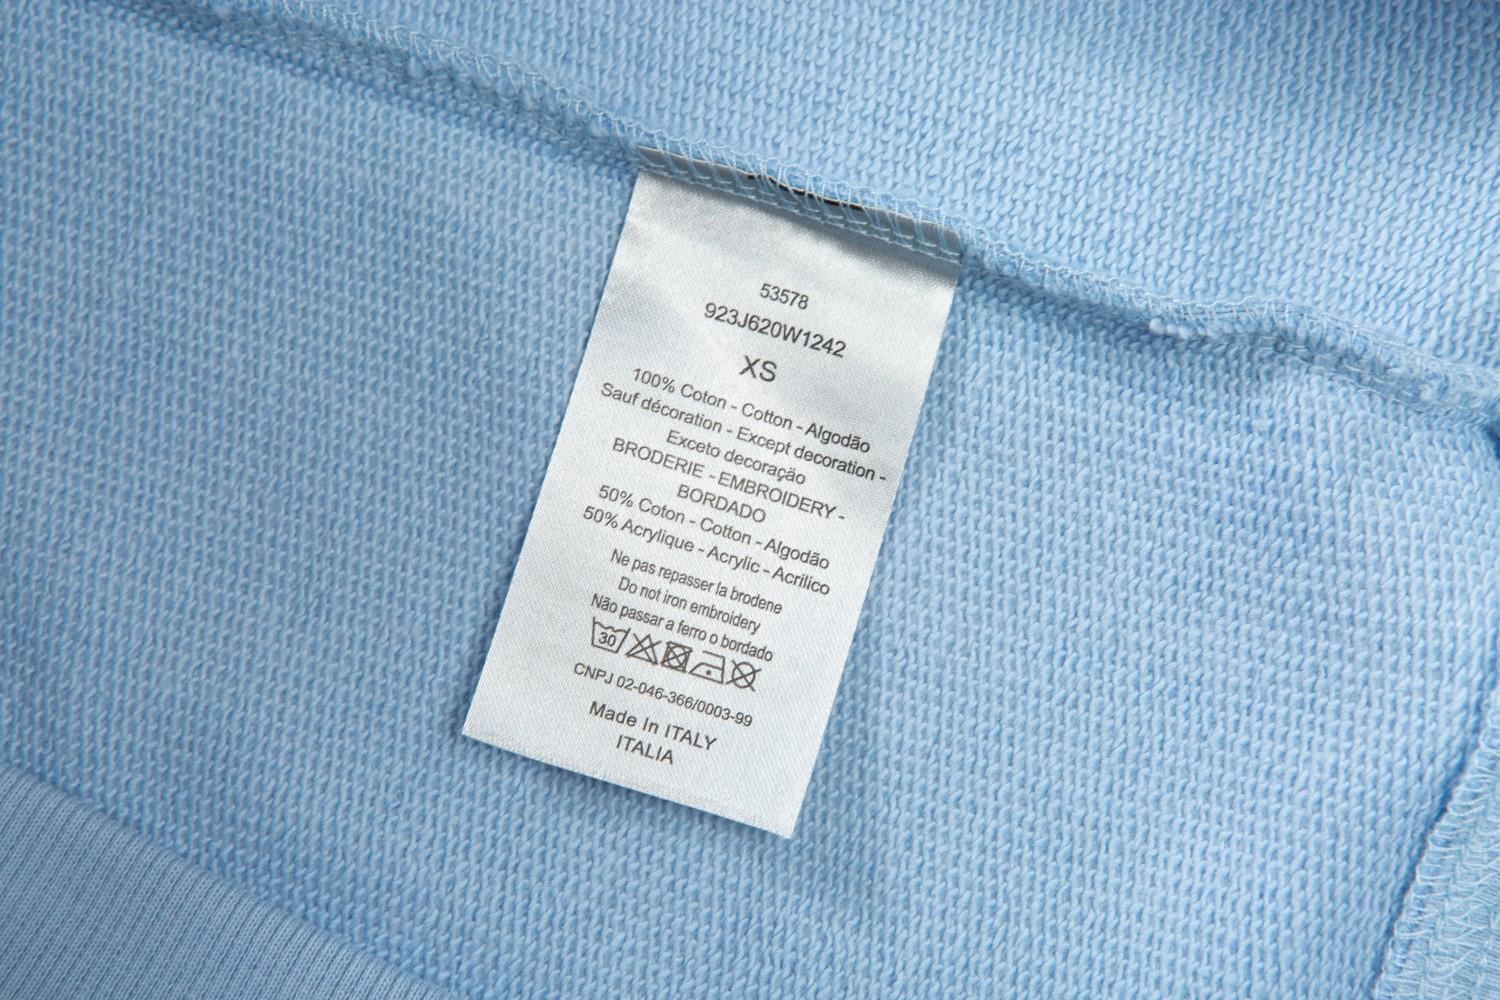 53578
923J620W1242
XS
100% Coton - Cotton - Algodão
Sauf décoration - Except decoration -
Exceto decoração
BRODERIE - EMBROIDERY -
BORDADO
50% Coton - Cotton - Algodão
50% Acrylique - Acrylic - Acrilico
Ne pas repasser la brodene
Do not iron embroidery
Não passar a ferro o bordado
30
CNPJ 02-046-366/0003-99
Made In ITALY
ITALIA